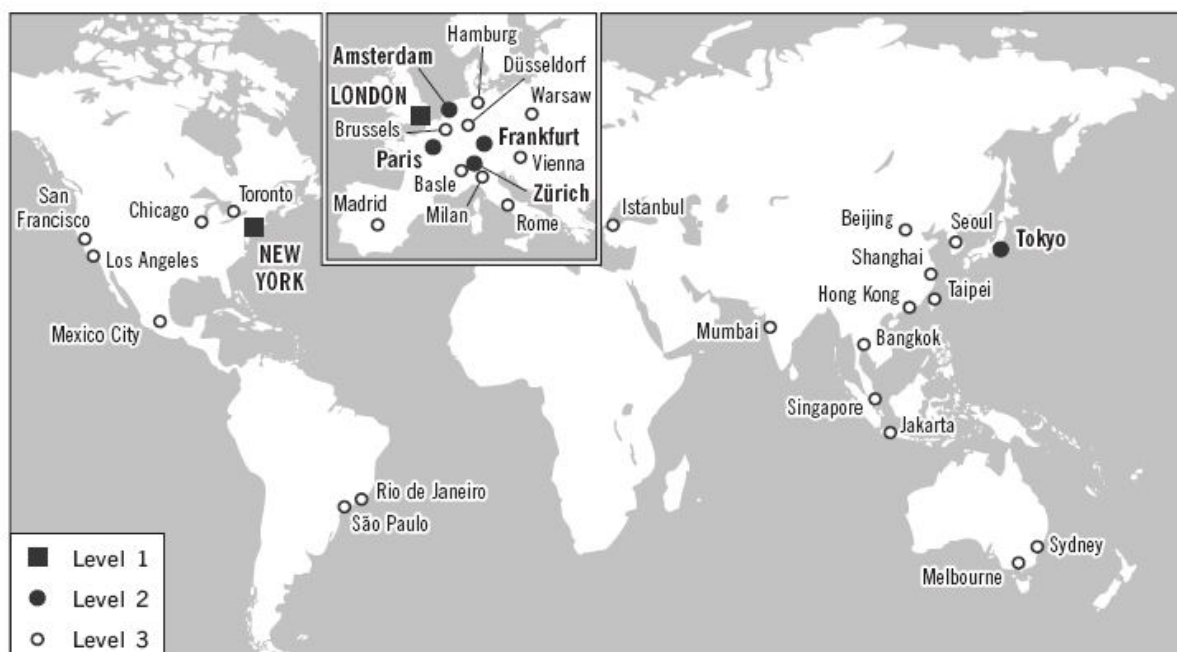 Hamburg
Amsterdam
Düsseldorf
LONDON
Warsaw
Brussels
Frankfurt
Paris
Vienna
Basle
Zürich
Madrid
Milan
Rome
San
Francisco
Chicago
Toronto
Los Angeles
NEW
YORK
Mexico City
Istanbul
Beijing
Seoul
Tokyo
Shanghai
Hong Kong
Taipei
Mumbai
Bangkok
Singapore
Jakarta
Rio de Janeiro
São Paulo
Sydney
Melbourne
Level 1
Level 2
Level 3